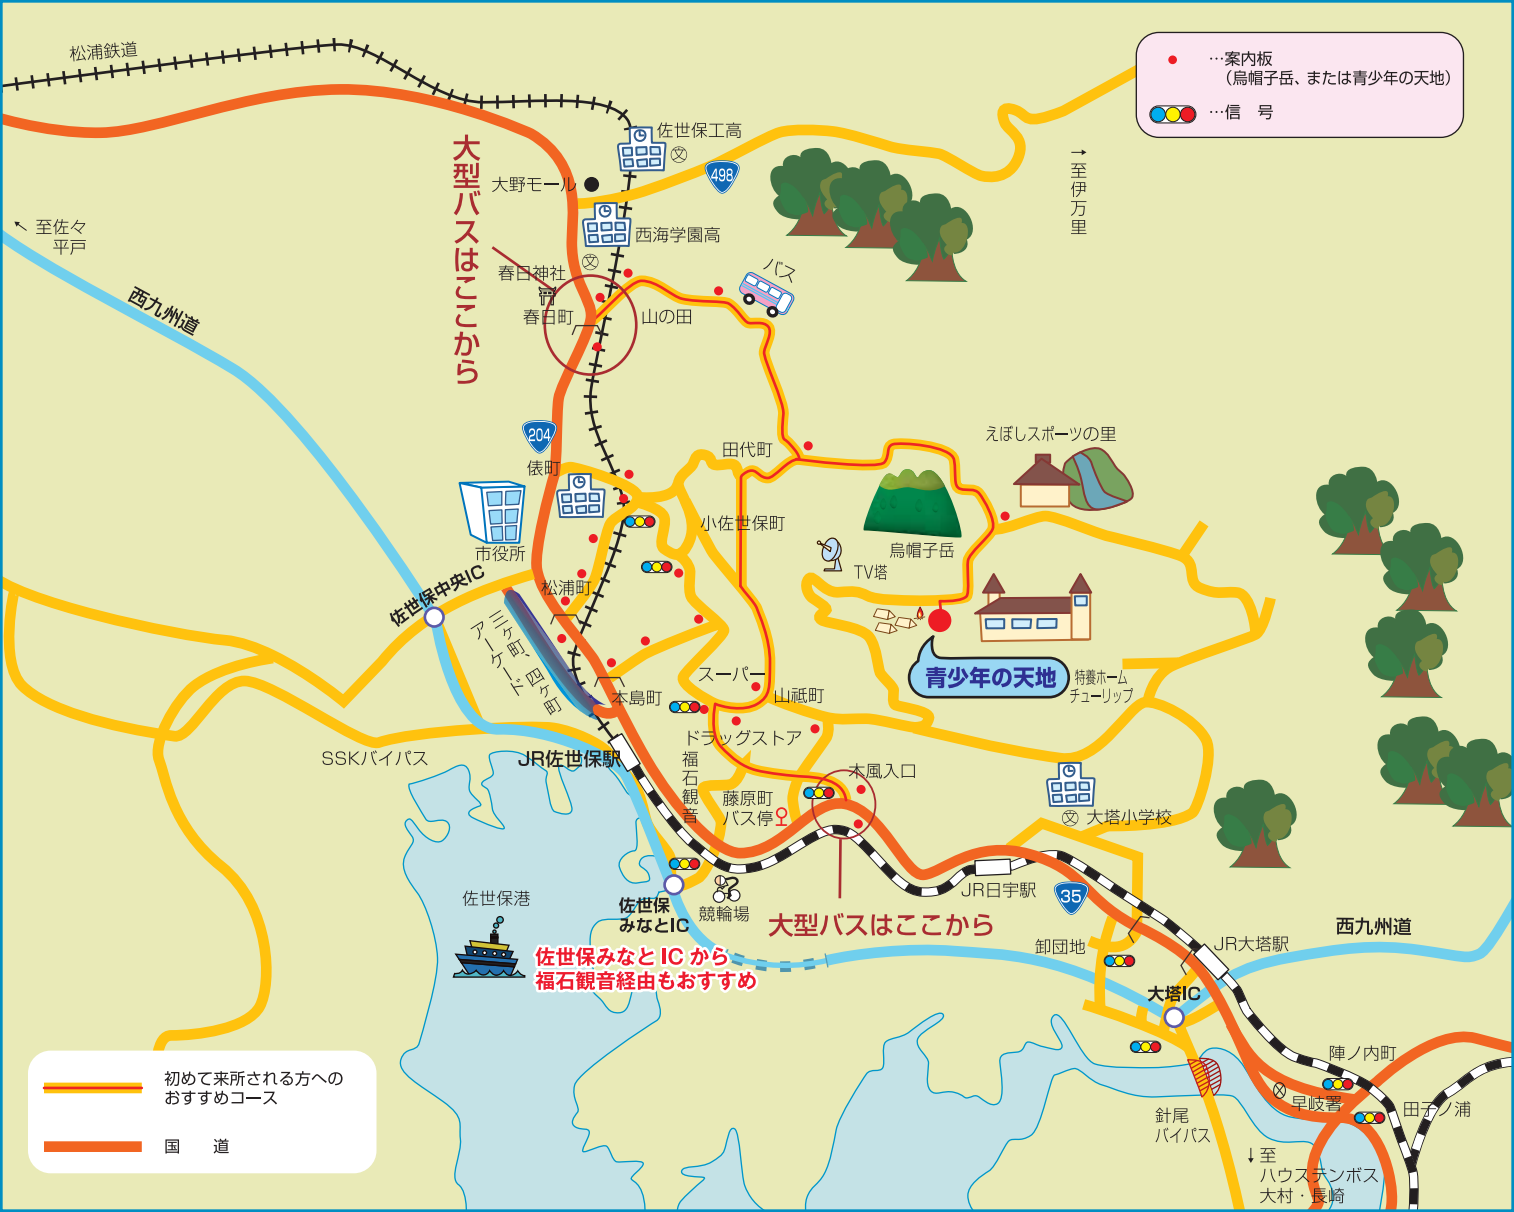 松浦鉄道
…案内板
（烏帽子岳、または青少年の天地）
…信　号
佐世保工高
文
498
大野モール
大型バスはここから
→
至伊万里
← 至佐々
平戸
西海学園高
文
春日神社
春日町
山の田
バス
西九州道
204
俵町
田代町
えぼしスポーツの里
小佐世保町
烏帽子岳
市役所
TV塔
松浦町
佐世保中央IC
三ヶ町、四ヶ町
アーケード
青少年の天地
特養ホーム
チューリップ
スーパー
山祗町
本島町
ドラッグストア
SSKバイパス
JR佐世保駅
福石観音
木風入口
藤原町
バス停
文 大塔小学校
JR日宇駅
35
佐世保港
佐世保
みなとIC
競輪場
大型バスはここから
佐世保みなと IC から
福石観音経由もおすすめ
卸団地
JR大塔駅
西九州道
大塔IC
陣ノ内町
早岐署
田子ノ浦
針尾
バイパス
↓至
ハウステンボス
大村・長崎
初めて来所される方への
おすすめコース
国　道